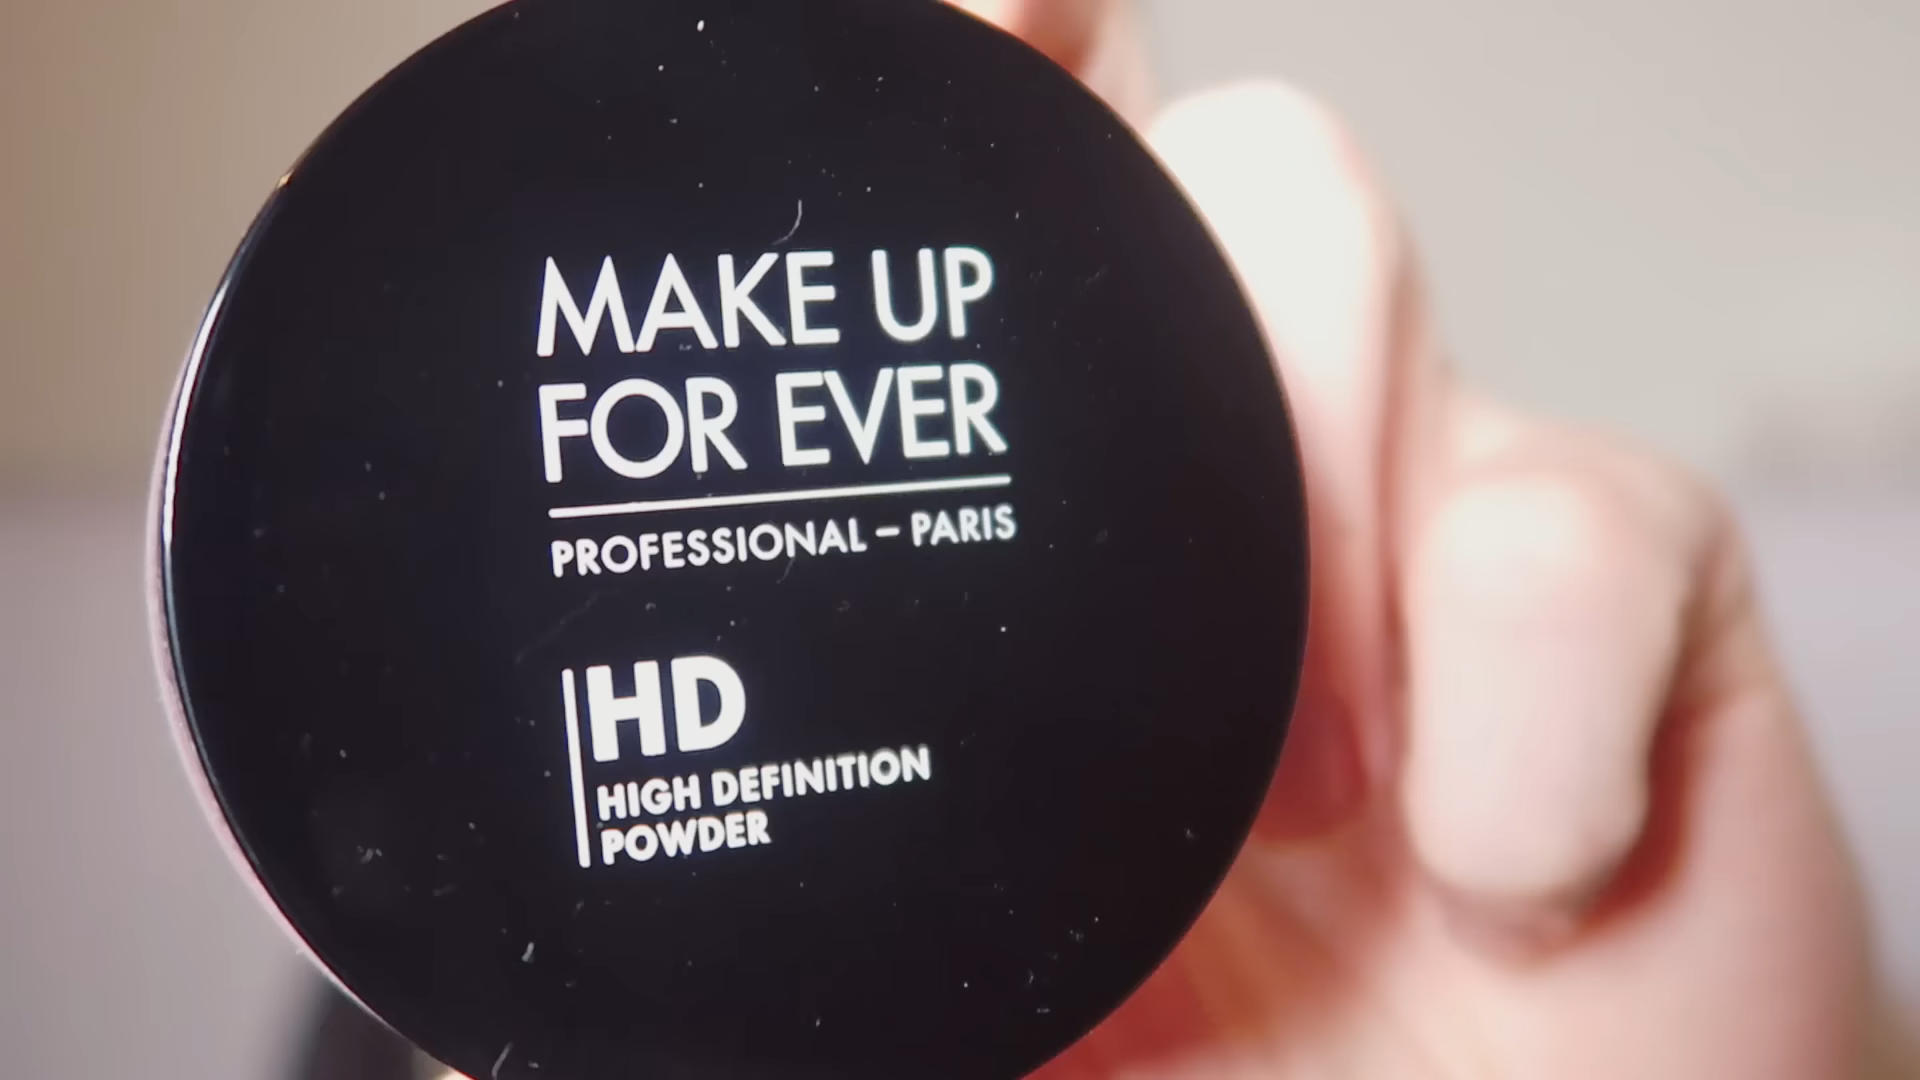 MAKE UP
FOR EVER
PROFESSIONAL – PARIS
HD
HIGH DEFINITION
POWDER